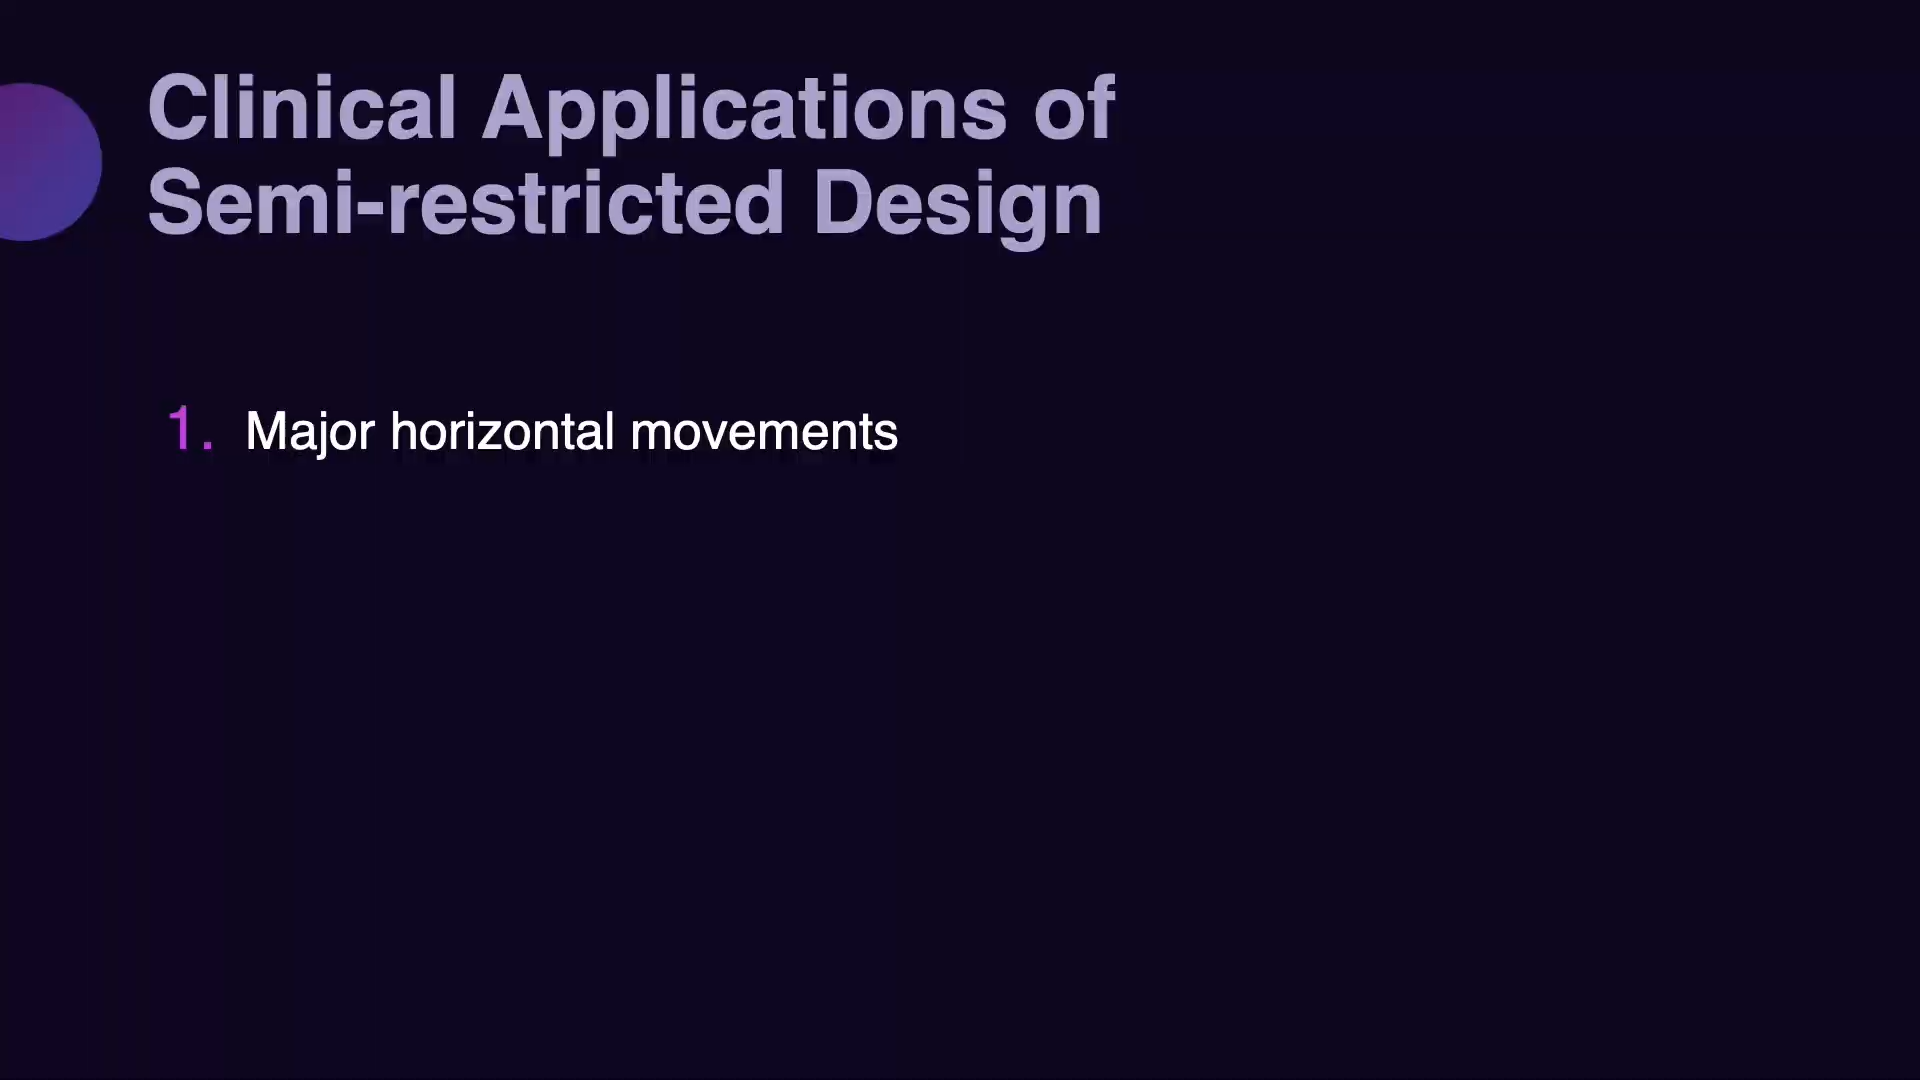 Clinical Applications of
Semi-restricted Design
1. Major horizontal movements